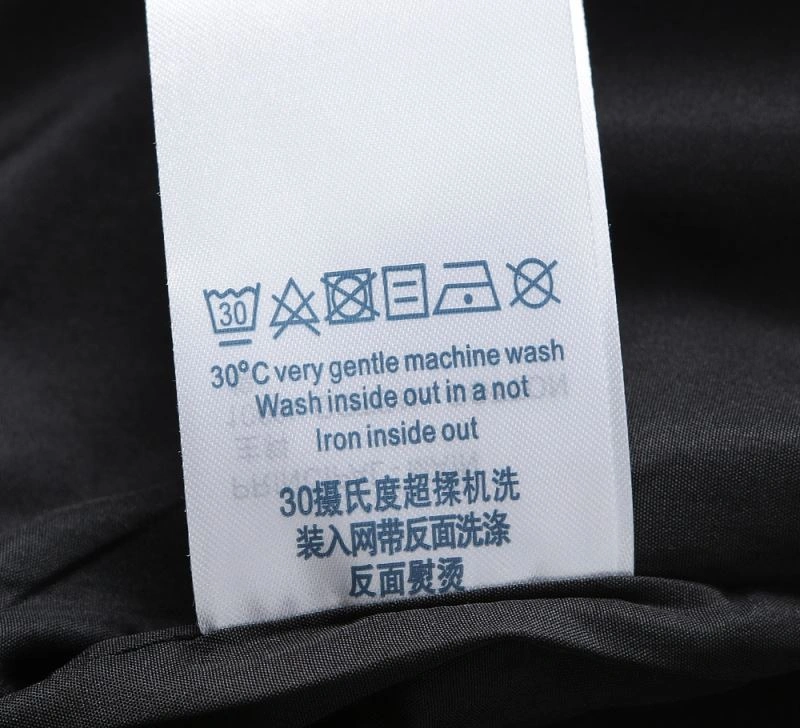 30
30°C very gentle machine wash
Wash inside out in a not
Iron inside out
30摄氏度超揉机洗
装入网带反面洗涤
反面熨烫